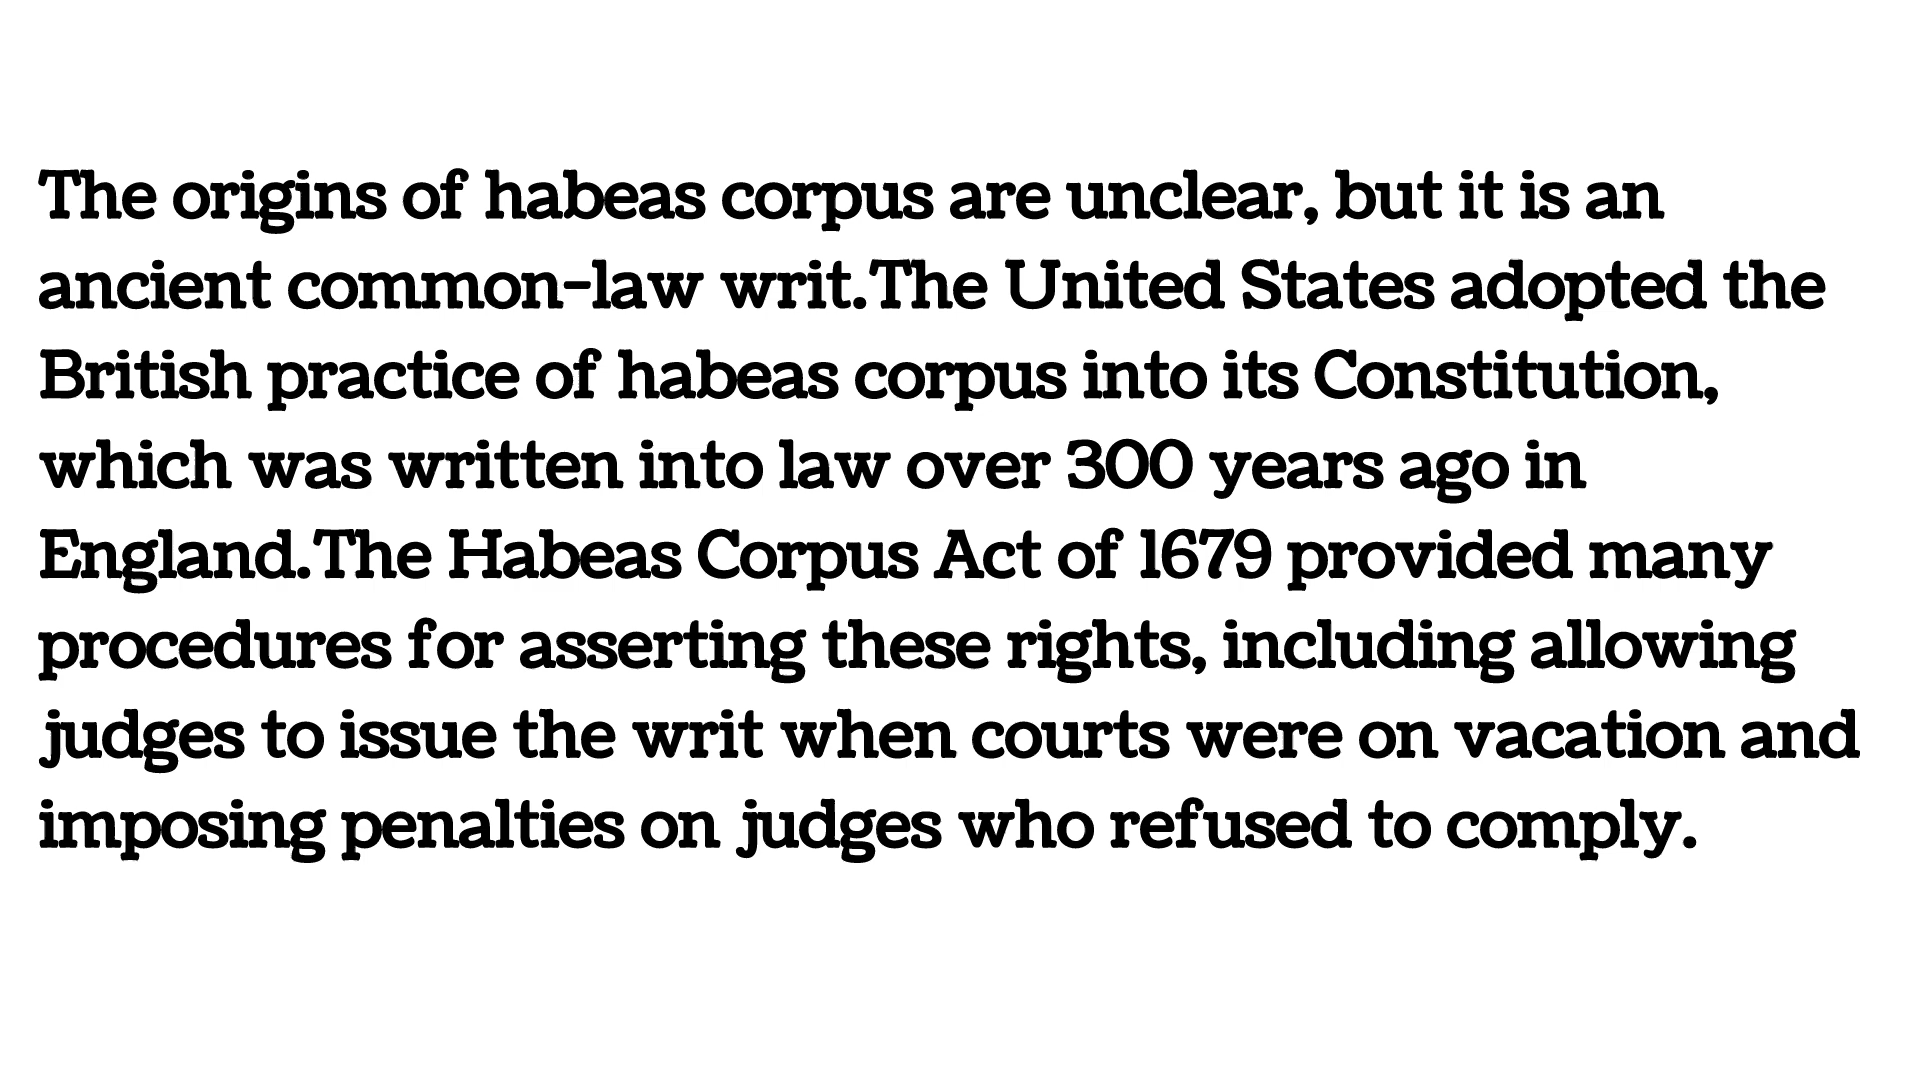 The origins of habeas corpus are unclear, but it is an
ancient common-law writ.The United States adopted the
British practice of habeas corpus into its Constitution,
which was written into law over 300 years ago in
England.The Habeas Corpus Act of 1679 provided many
procedures for asserting these rights, including allowing
judges to issue the writ when courts were on vacation and
imposing penalties on judges who refused to comply.